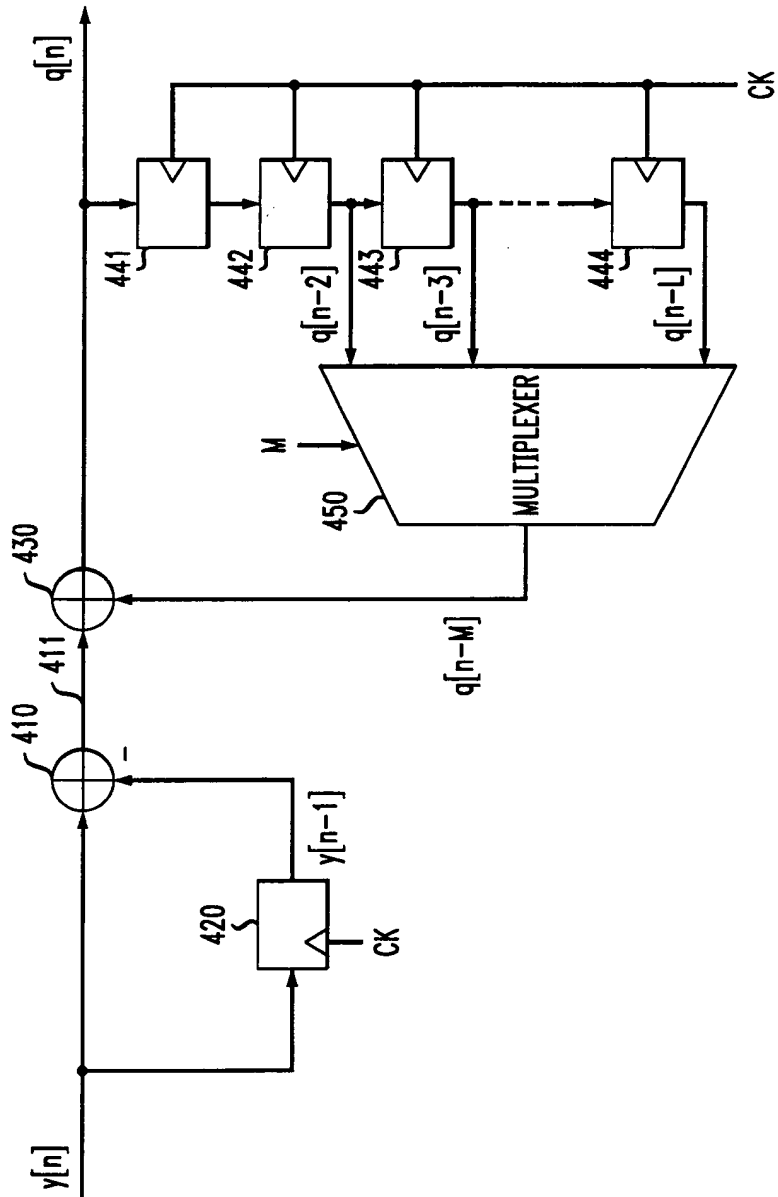 y[n]
410
411
430
q[n]
-
420
y[n-1]
CK
q[n-M]
M
450
MULTIPLEXER
441
442
q[n-2]
443
q[n-3]
444
q[n-L]
CK